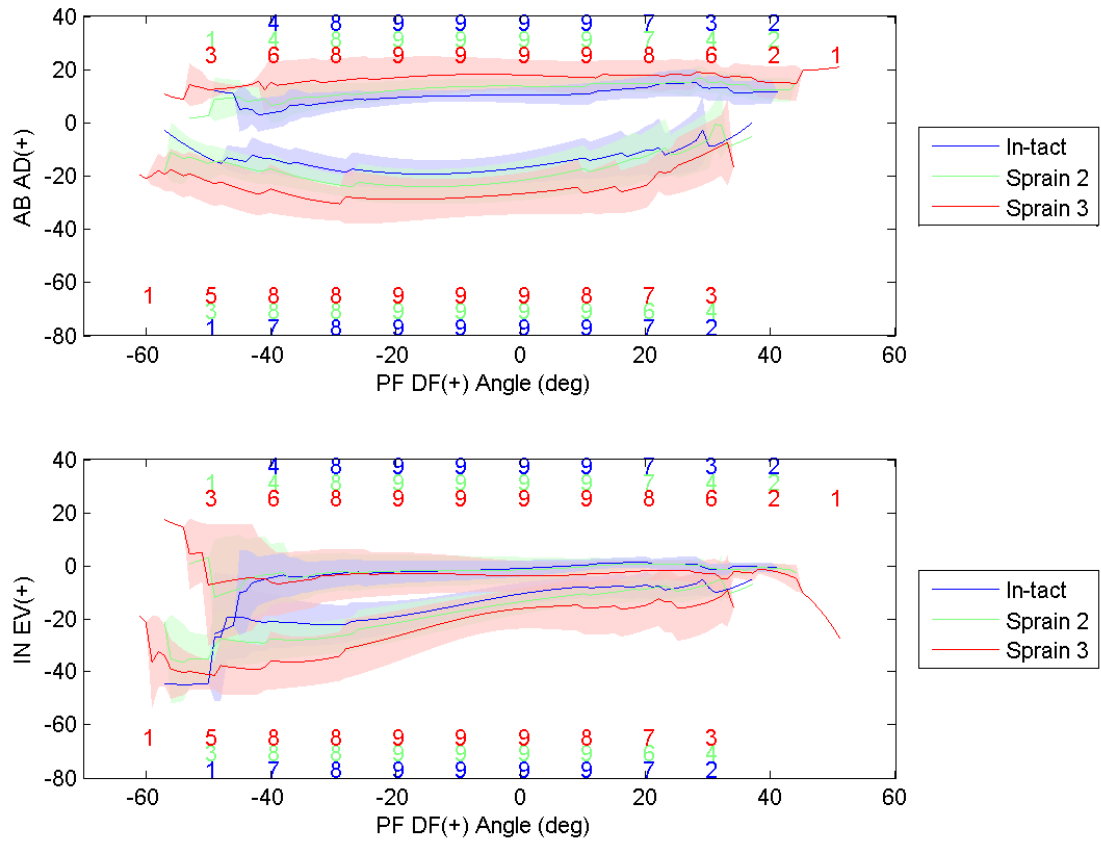 40
4 8 9 9 9 9 7 3 2
1 4 8 9 9 9 9 7 4 2
3 6 8 9 9 9 9 8 6 2 1
20
0
-20
-40
-60
1 5 8 8 9 9 9 8 7 3
3 8 8 9 9 9 9 6 4
1 7 8 9 9 9 9 7 2
-80
-60 -40 -20 0 20 40 60
PF DF(+) Angle (deg)
AB AD(+)
In-tact
Sprain 2
Sprain 3
40
4 8 9 9 9 9 7 3 2
1 4 8 9 9 9 9 7 4 2
3 6 8 9 9 9 9 8 6 2 1
20
0
-20
-40
-60
1 5 8 8 9 9 9 8 7 3
3 8 8 9 9 9 9 6 4
1 7 8 9 9 9 9 7 2
-80
-60 -40 -20 0 20 40 60
PF DF(+) Angle (deg)
IN EV(+)
In-tact
Sprain 2
Sprain 3